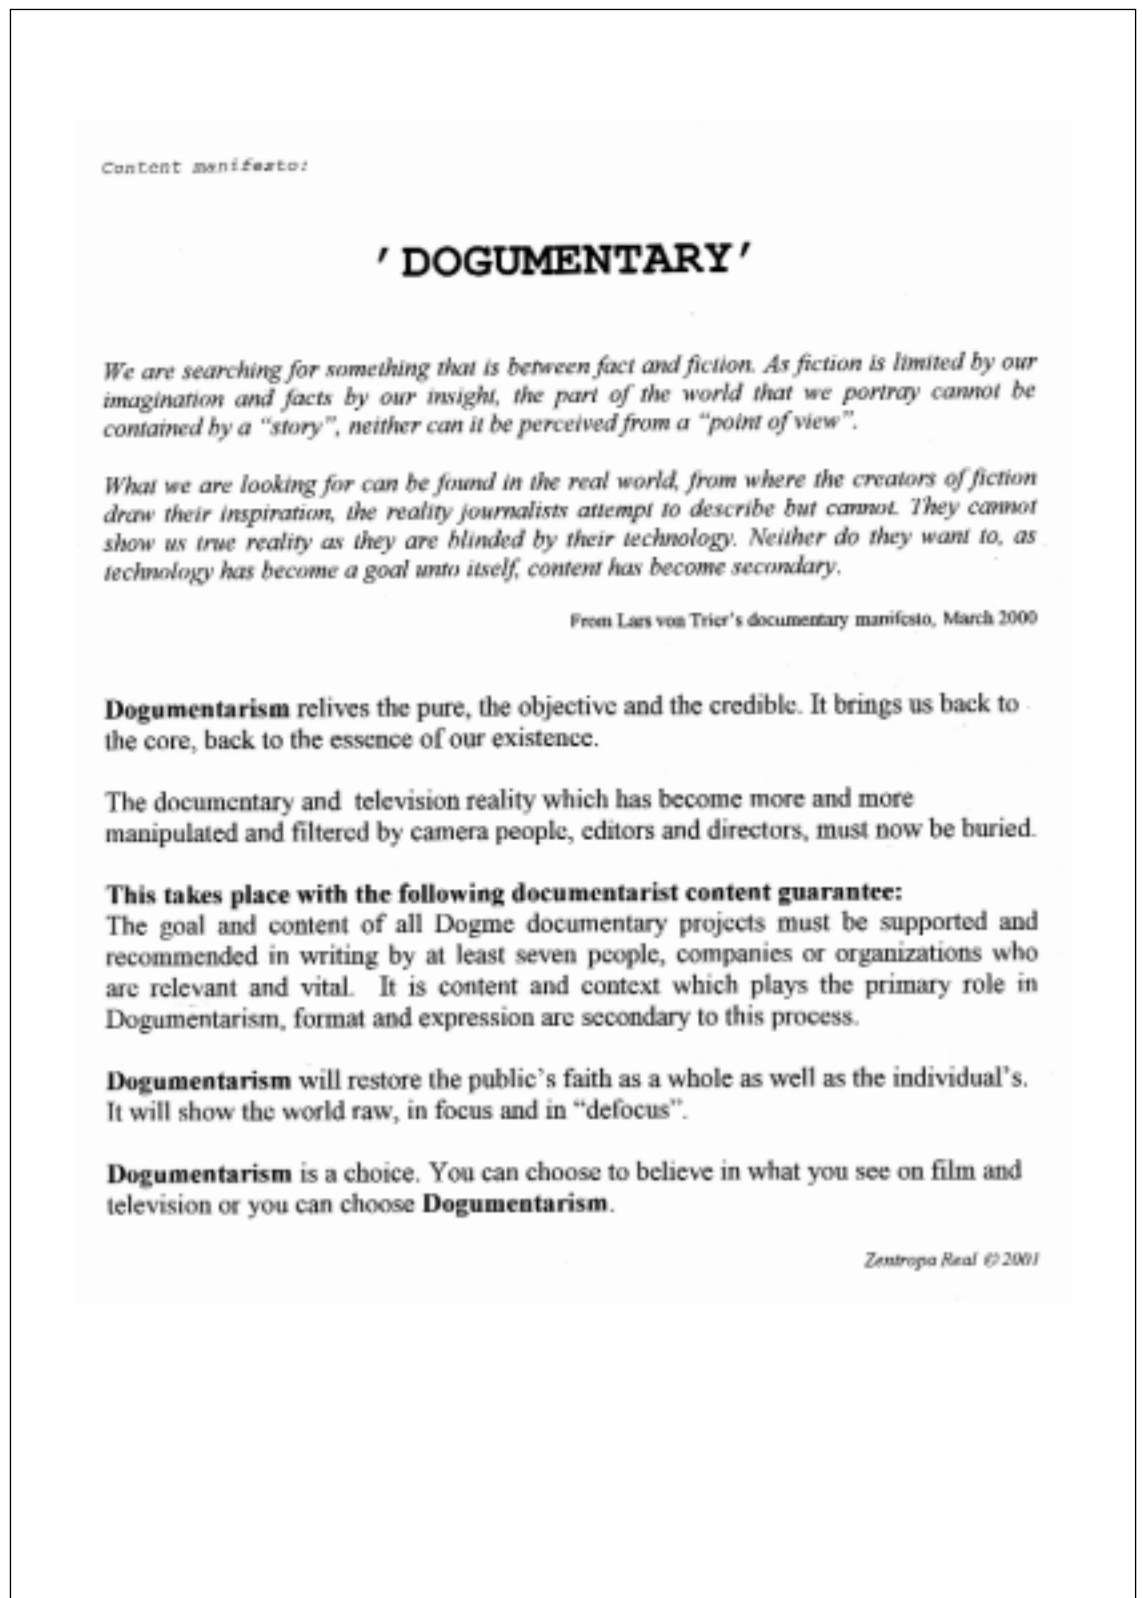 Content manifesto:
'DOGUMENTARY'
We are searching for something that is between fact and fiction. As fiction is limited by our
imagination and facts by our insight, the part of the world that we portray cannot be
contained by a “story”, neither can it be perceived from a “point of view”.
What we are looking for can be found in the real world, from where the creators of fiction
draw their inspiration, the reality journalists attempt to describe but cannot. They cannot
show us true reality as they are blinded by their technology. Neither do they want to, as
technology has become a goal unto itself, content has become secondary.
From Lars von Trier's documentary manifesto, March 2000
Dogumentarism relives the pure, the objective and the credible. It brings us back to
the core, back to the essence of our existence.
The documentary and television reality which has become more and more
manipulated and filtered by camera people, editors and directors, must now be buried.
This takes place with the following documentarist content guarantee:
The goal and content of all Dogme documentary projects must be supported and
recommended in writing by at least seven people, companies or organizations who
are relevant and vital. It is content and context which plays the primary role in
Dogumentarism, format and expression are secondary to this process.
Dogumentarism will restore the public's faith as a whole as well as the individual's.
It will show the world raw, in focus and in “defocus”.
Dogumentarism is a choice. You can choose to believe in what you see on film and
television or you can choose Dogumentarism.
Zentropa Real © 2001